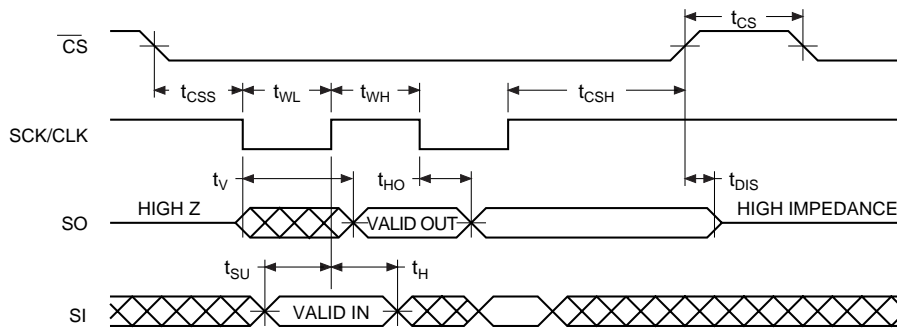 tCS
CS
tCSS tWL tWH tCSH
SCK/CLK
tV tHO tDIS
HIGH Z VALID OUT HIGH IMPEDANCE
SO
tSU tH
SI VALID IN